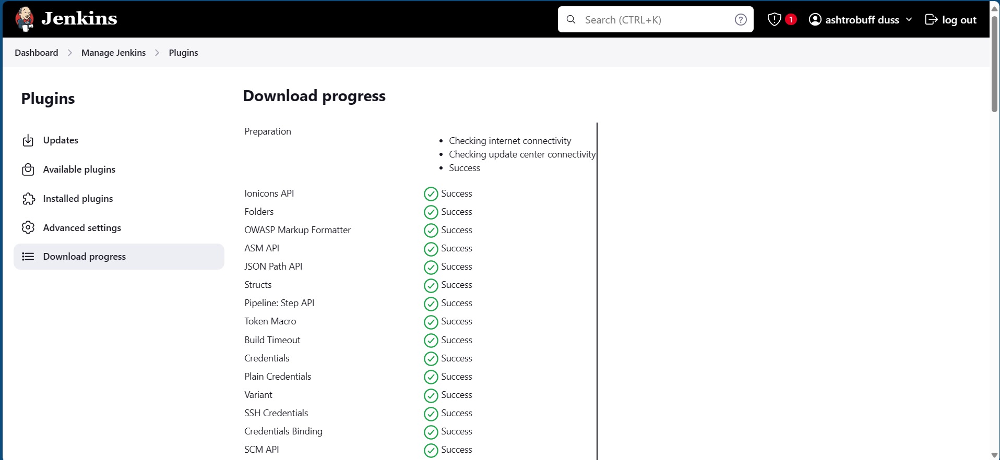 Jenkins
Search (CTRL+K)
?
1
ashtrobuff duss
log out
Dashboard > Manage Jenkins > Plugins
Plugins
Updates
Available plugins
Installed plugins
Advanced settings
Download progress
Download progress
Preparation
• Checking internet connectivity
• Checking update center connectivity
• Success
Ionicons API Success
Folders Success
OWASP Markup Formatter Success
ASM API Success
JSON Path API Success
Structs Success
Pipeline: Step API Success
Token Macro Success
Build Timeout Success
Credentials Success
Plain Credentials Success
Variant Success
SSH Credentials Success
Credentials Binding Success
SCM API Success